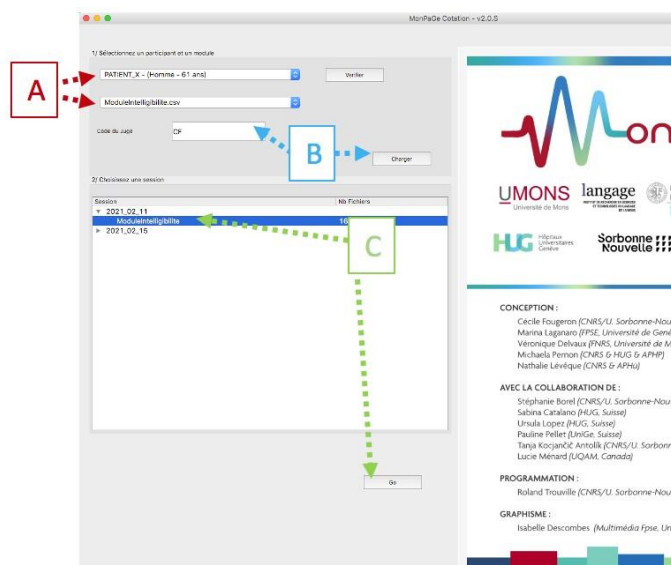 MonPaGe Cotation - v2.0.S
1/ Sélectionnez un participant et un module
PATIENT_X - (Homme - 61 ans)
Vérifier
A
ModuleIntelligibilite.csv
Code du Juge
CF
B
Charger
2/ Choisissez une session
Session
Nb Fichiers
2021_02_11
ModuleIntelligibilite
16
2021_02_15
C
Go
on
UMONS
Université de Mons
langage
HUG
Hôpitaux
Universitaires
Genève
Sorbonne
Nouvelle
CONCEPTION :
Cécile Fougeron (CNRS/U. Sorbonne-Nou
Marina Laganaro (FPSE, Université de Genè
Véronique Delvaux (FNRS, Université de M
Michaela Pernon (CNRS & HUG & APHP)
Nathalie Lévêque (CNRS & APHu)
AVEC LA COLLABORATION DE :
Stéphanie Borel (CNRS/U. Sorbonne-Nou
Sabina Catalano (HUG, Suisse)
Ursula Lopez (HUG, Suisse)
Pauline Pellet (UniGe, Suisse)
Tanja Kocjančič Antolík (CNRS/U. Sorbonn
Lucie Ménard (UQAM, Canada)
PROGRAMMATION :
Roland Trouville (CNRS/U. Sorbonne-Nou
GRAPHISME :
Isabelle Descombes (Multimédia Fpse, Un